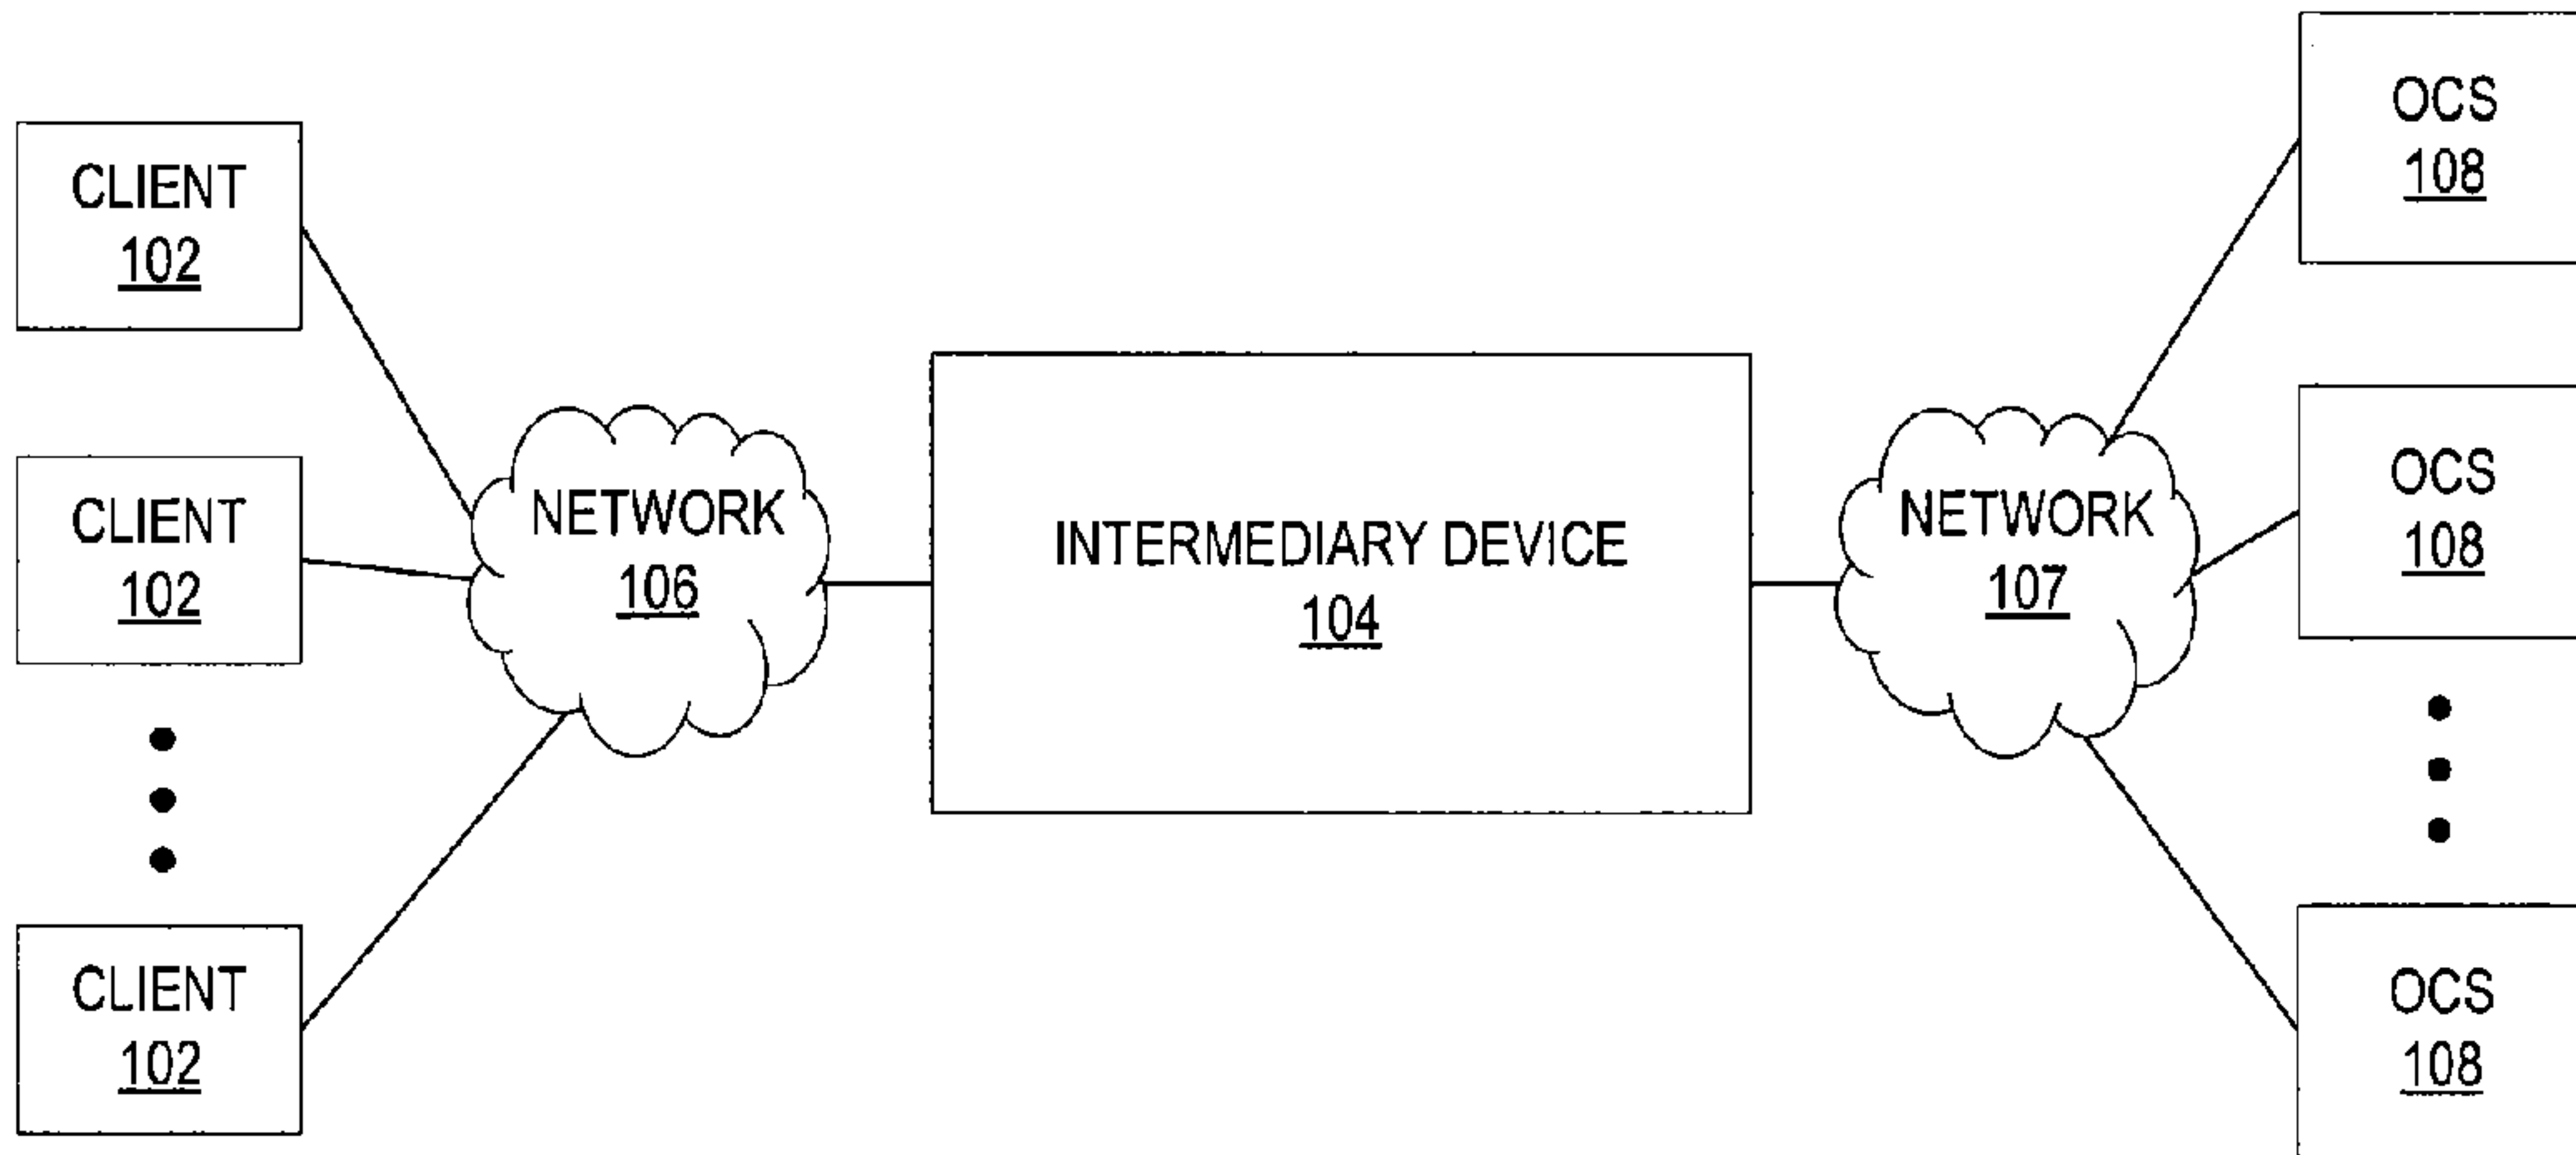 CLIENT
102
CLIENT
102
CLIENT
102
NETWORK
106
INTERMEDIARY DEVICE
104
NETWORK
107
OCS
108
OCS
108
OCS
108